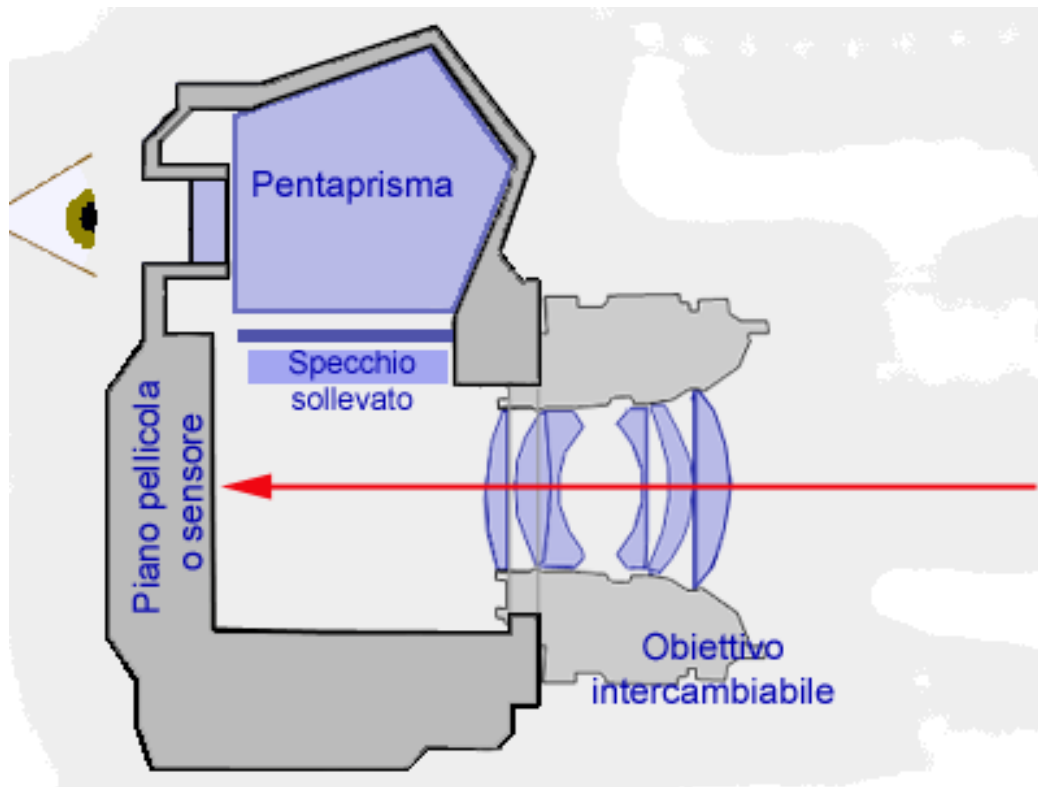 Pentaprisma
Specchio
sollevato
Piano pellicola
o sensore
Obiettivo
intercambiabile